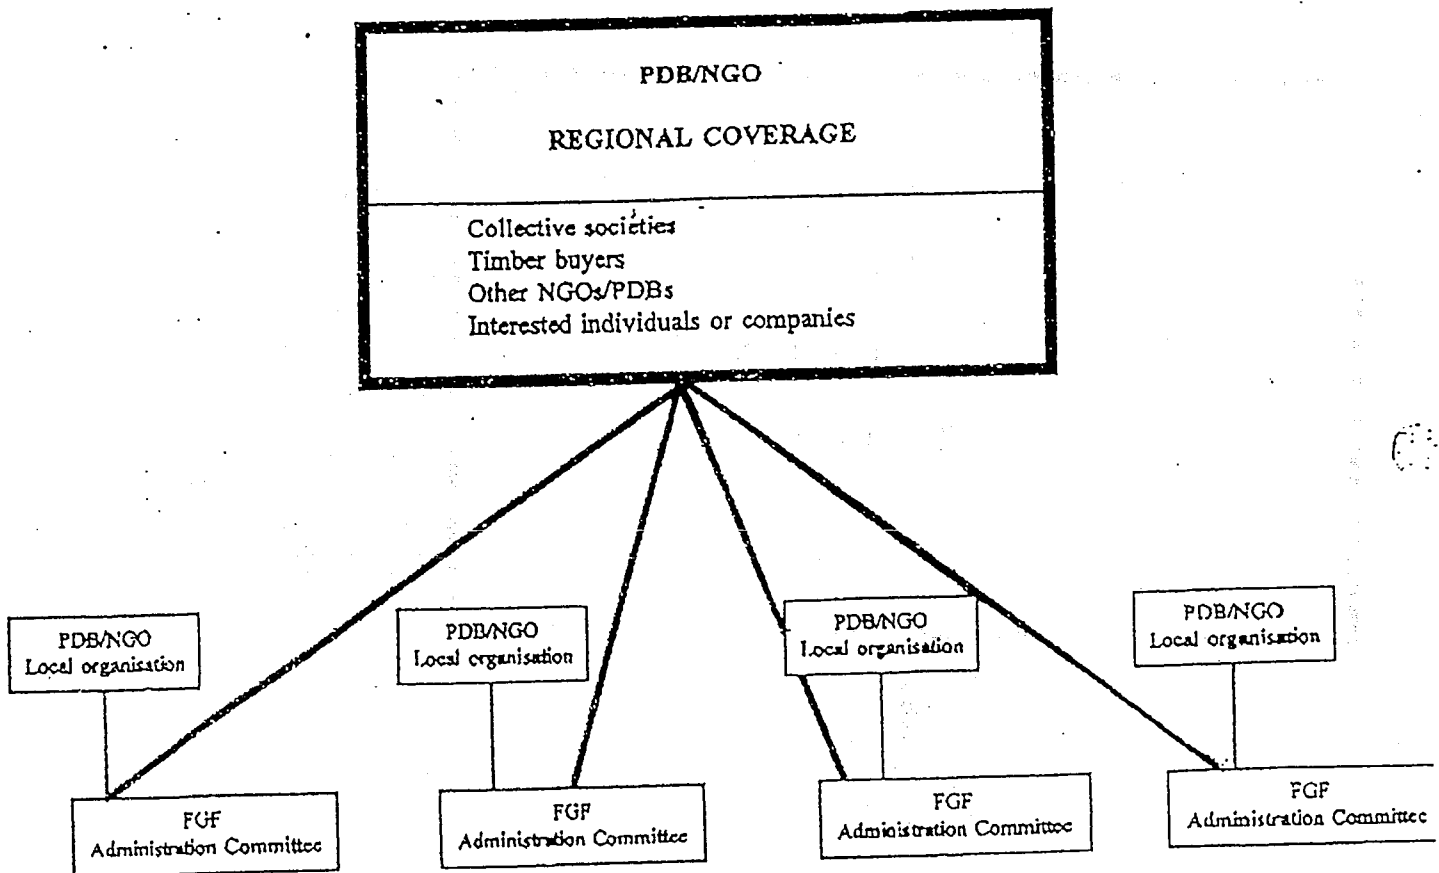 PDB/NGO
REGIONAL COVERAGE
Collective societies
Timber buyers
Other NGOs/PDBs
Interested individuals or companies
PDB/NGO
Local organisation
PDB/NGO
Local organisation
PDB/NGO
Local organisation
PDB/NGO
Local organisation
FGF
Administration Committee
FGF
Administration Committee
FGF
Administration Committee
FGF
Administration Committee